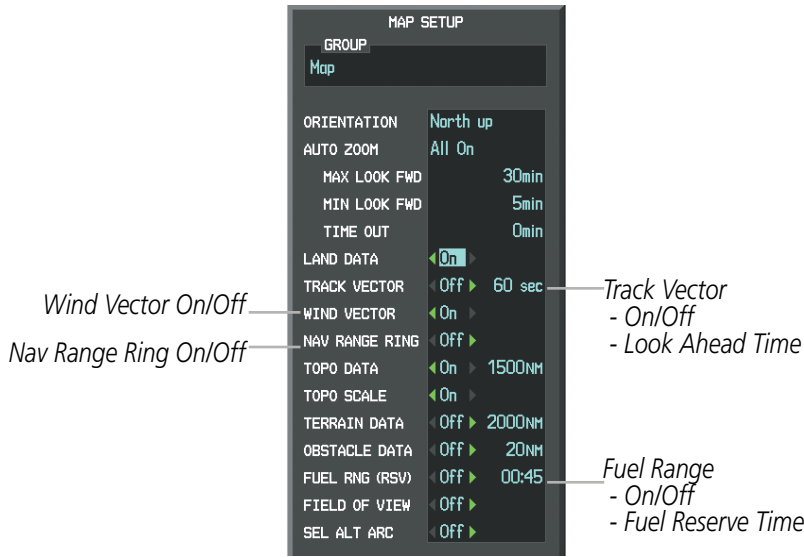 MAP SETUP
GROUP
Map
ORIENTATION North up
AUTO ZOOM All On
MAX LOOK FWD 30min
MIN LOOK FWD 5min
TIME OUT 0min
LAND DATA On
TRACK VECTOR Off 60 sec
WIND VECTOR On
NAV RANGE RING Off
TOPO DATA On 1500NM
TOPO SCALE On
TERRAIN DATA Off 2000NM
OBSTACLE DATA Off 20NM
FUEL RNG (RSV) Off 00:45
FIELD OF VIEW Off
SEL ALT ARC Off
Wind Vector On/Off
Nav Range Ring On/Off
Track Vector
- On/Off
- Look Ahead Time
Fuel Range
- On/Off
- Fuel Reserve Time